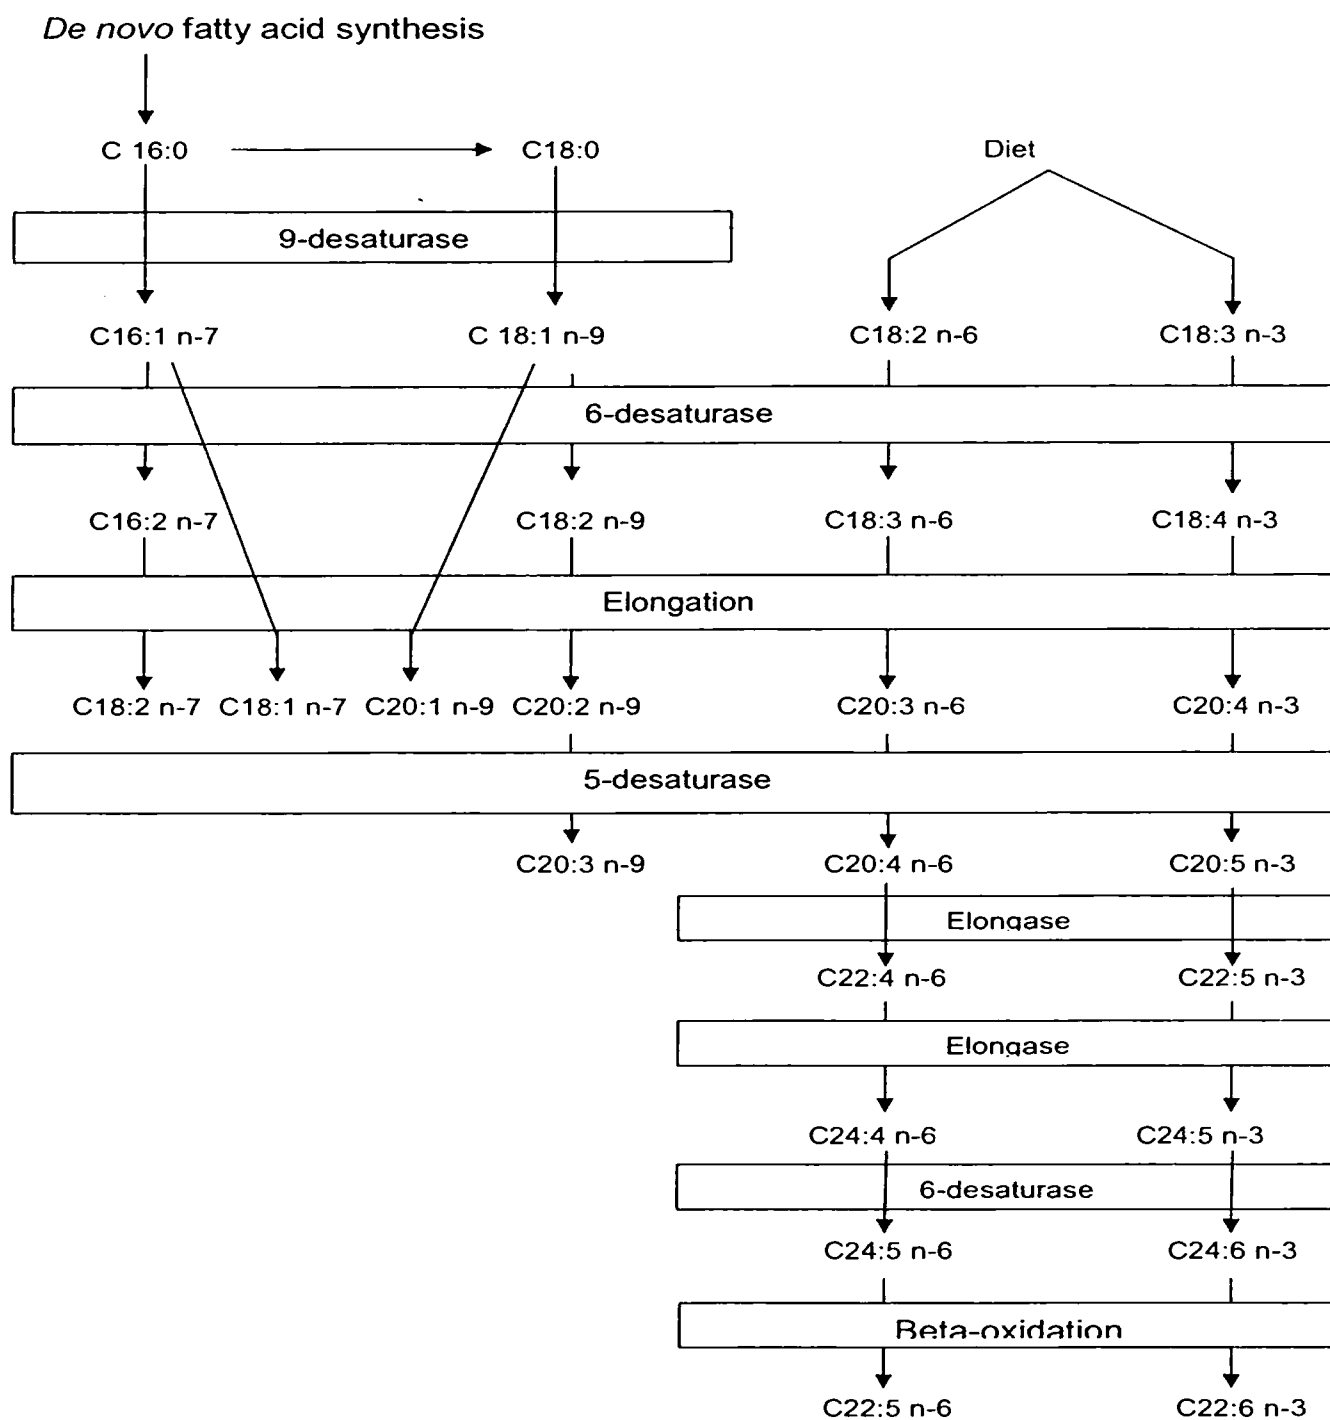 De novo fatty acid synthesis
C 16:0 C18:0 Diet
9-desaturase
C16:1 n-7 C 18:1 n-9 C18:2 n-6 C18:3 n-3
6-desaturase
C16:2 n-7 C18:2 n-9 C18:3 n-6 C18:4 n-3
Elongation
C18:2 n-7 C18:1 n-7 C20:1 n-9 C20:2 n-9 C20:3 n-6 C20:4 n-3
5-desaturase
C20:3 n-9 C20:4 n-6 C20:5 n-3
Elongase
C22:4 n-6 C22:5 n-3
Elongase
C24:4 n-6 C24:5 n-3
6-desaturase
C24:5 n-6 C24:6 n-3
Beta-oxidation
C22:5 n-6 C22:6 n-3